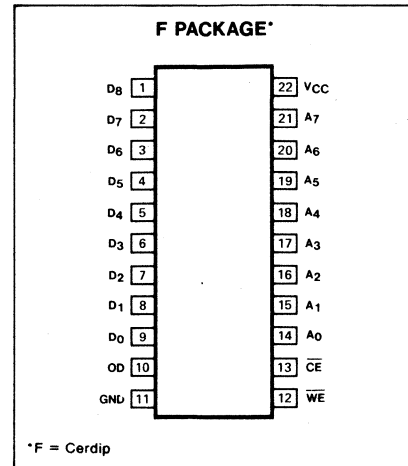 F PACKAGE*
D8 1 22 VCC
D7 2 21 A7
D6 3 20 A6
D5 4 19 A5
D4 5 18 A4
D3 6 17 A3
D2 7 16 A2
D1 8 15 A1
D0 9 14 A0
OD 10 13 C̅E̅
GND 11 12 W̅E̅
*F = Cerdip